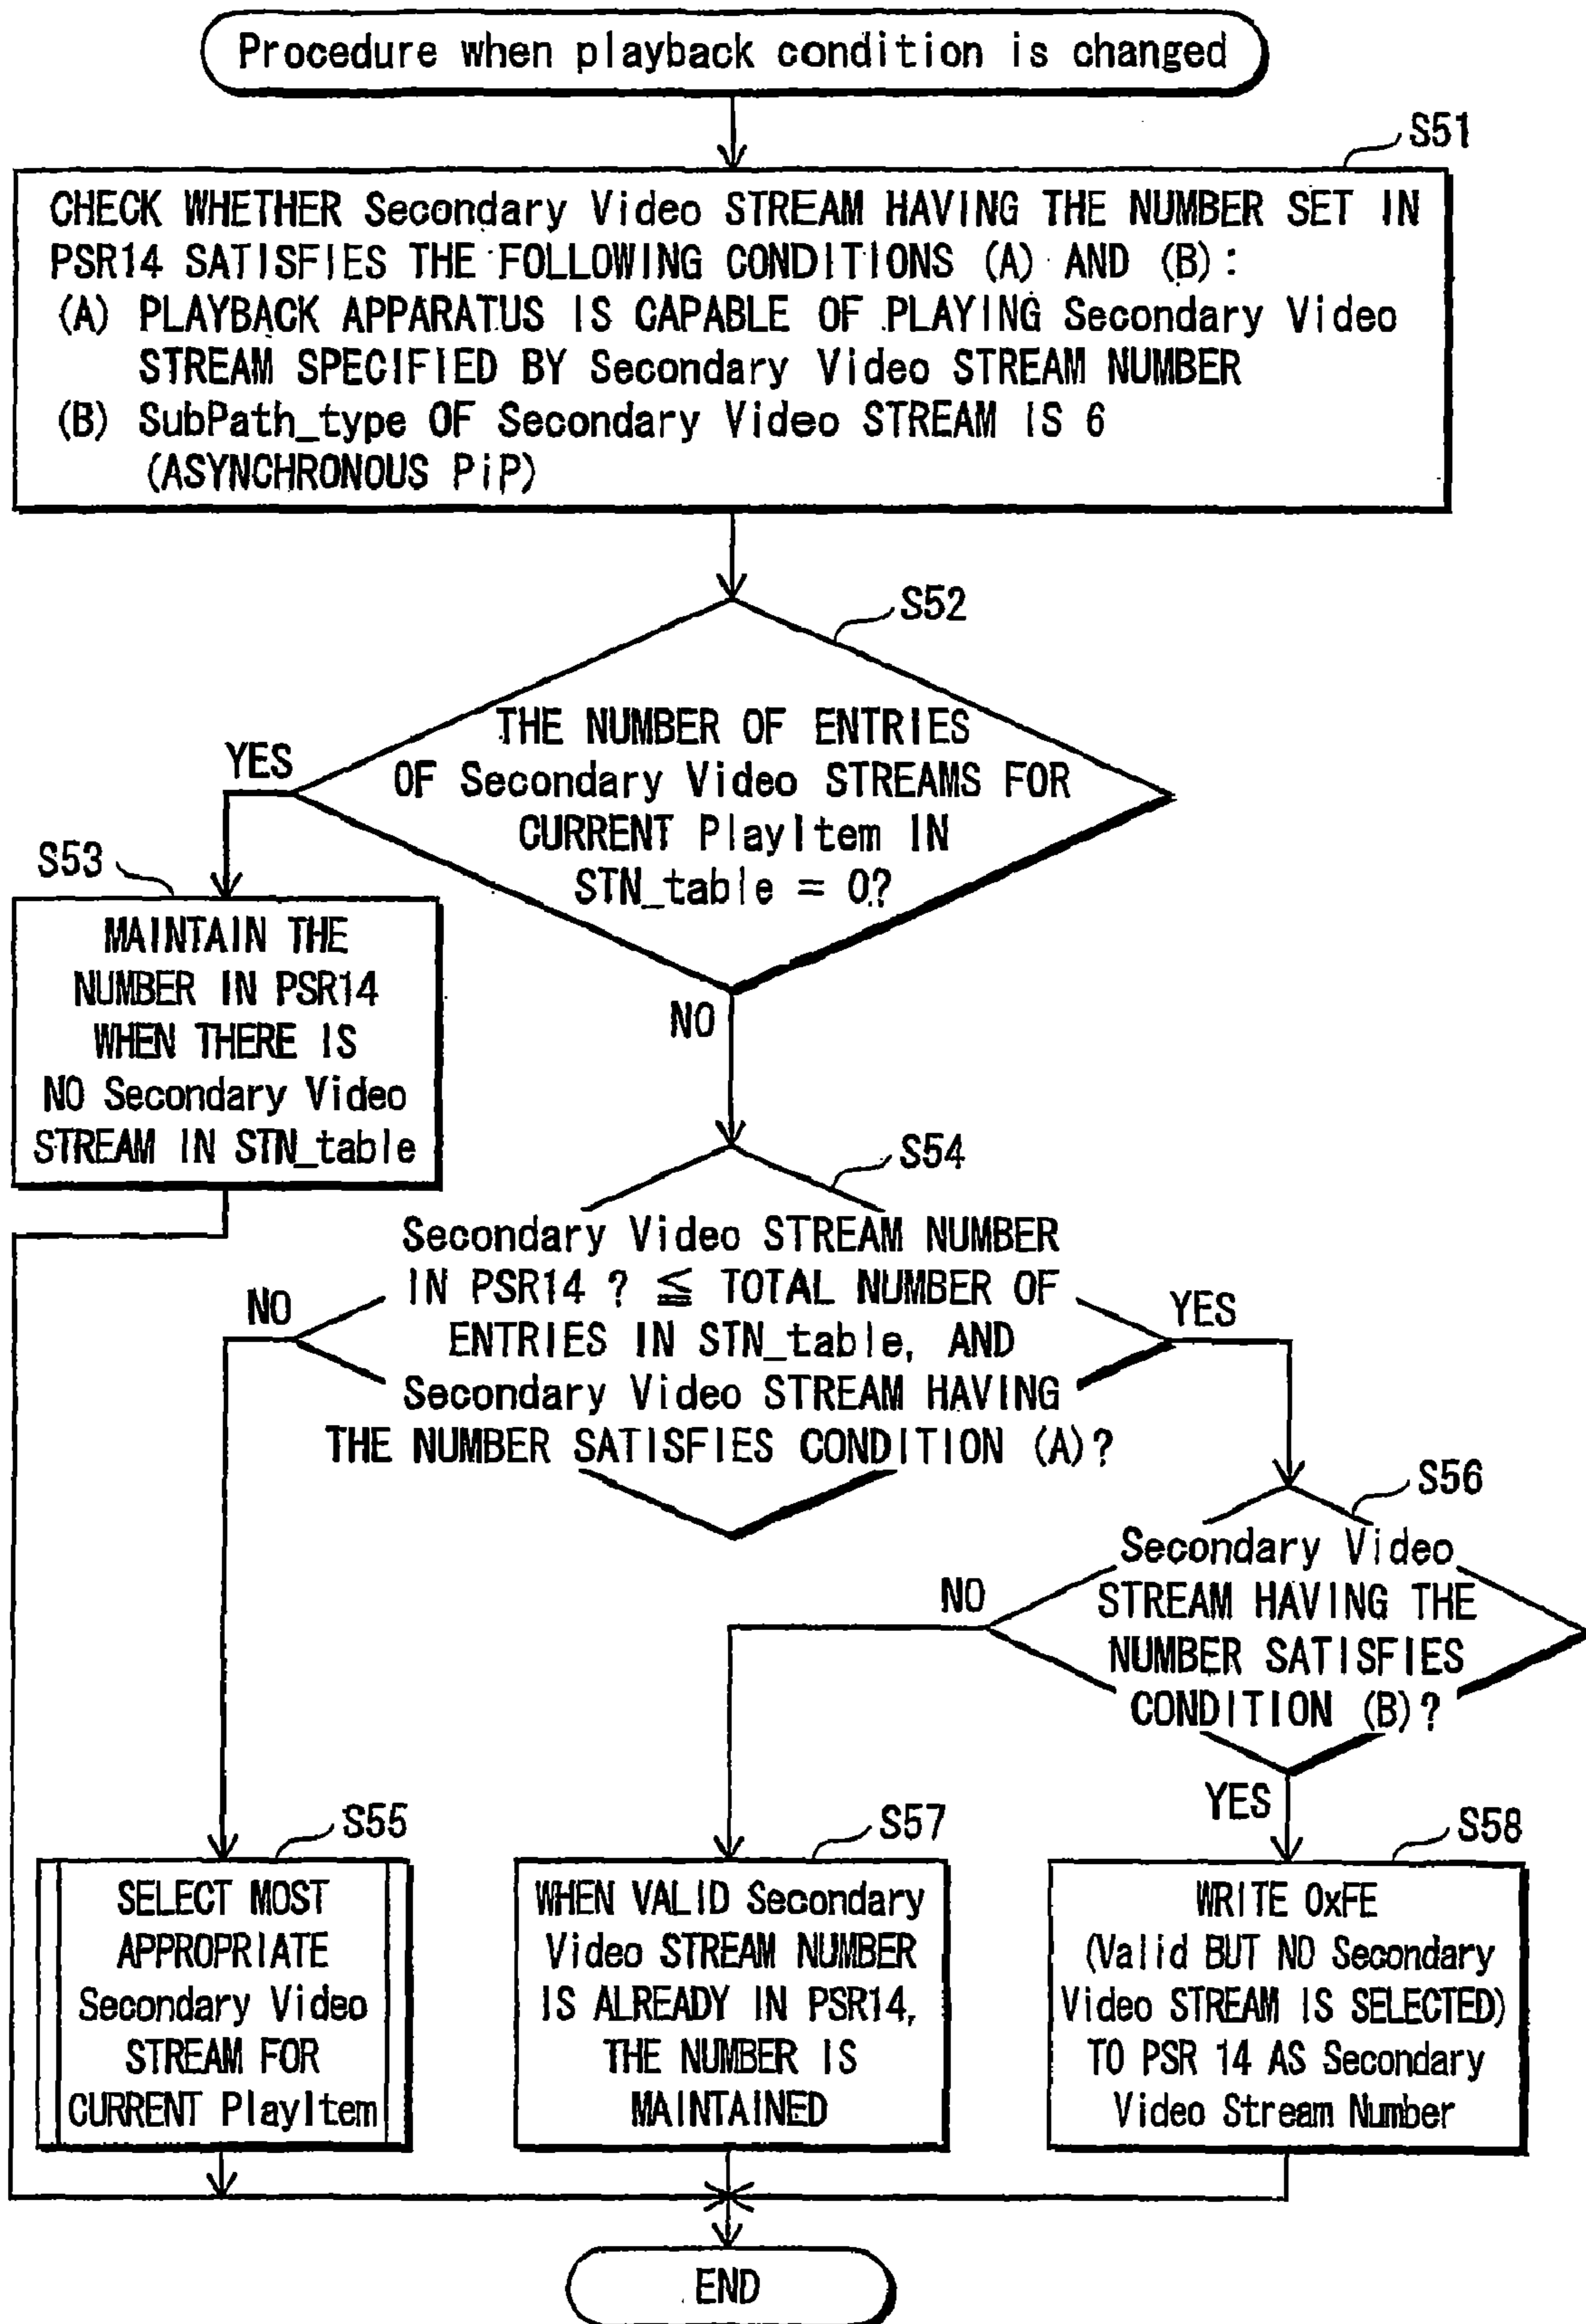 Procedure when playback condition is changed
S51
CHECK WHETHER Secondary Video STREAM HAVING THE NUMBER SET IN
PSR14 SATISFIES THE FOLLOWING CONDITIONS (A) AND (B):
(A) PLAYBACK APPARATUS IS CAPABLE OF PLAYING Secondary Video
STREAM SPECIFIED BY Secondary Video STREAM NUMBER
(B) SubPath_type OF Secondary Video STREAM IS 6
(ASYNCHRONOUS PiP)
S52
THE NUMBER OF ENTRIES
OF Secondary Video STREAMS FOR
CURRENT PlayItem IN
STN_table = 0?
YES
NO
S53
MAINTAIN THE
NUMBER IN PSR14
WHEN THERE IS
NO Secondary Video
STREAM IN STN_table
S54
Secondary Video STREAM NUMBER
IN PSR14 ? ≦ TOTAL NUMBER OF
ENTRIES IN STN_table, AND
Secondary Video STREAM HAVING
THE NUMBER SATISFIES CONDITION (A)?
NO
YES
S56
Secondary Video
STREAM HAVING THE
NUMBER SATISFIES
CONDITION (B)?
NO
YES
S55
SELECT MOST
APPROPRIATE
Secondary Video
STREAM FOR
CURRENT PlayItem
S57
WHEN VALID Secondary
Video STREAM NUMBER
IS ALREADY IN PSR14,
THE NUMBER IS
MAINTAINED
S58
WRITE 0xFE
(Valid BUT NO Secondary
Video STREAM IS SELECTED)
TO PSR 14 AS Secondary
Video Stream Number
END